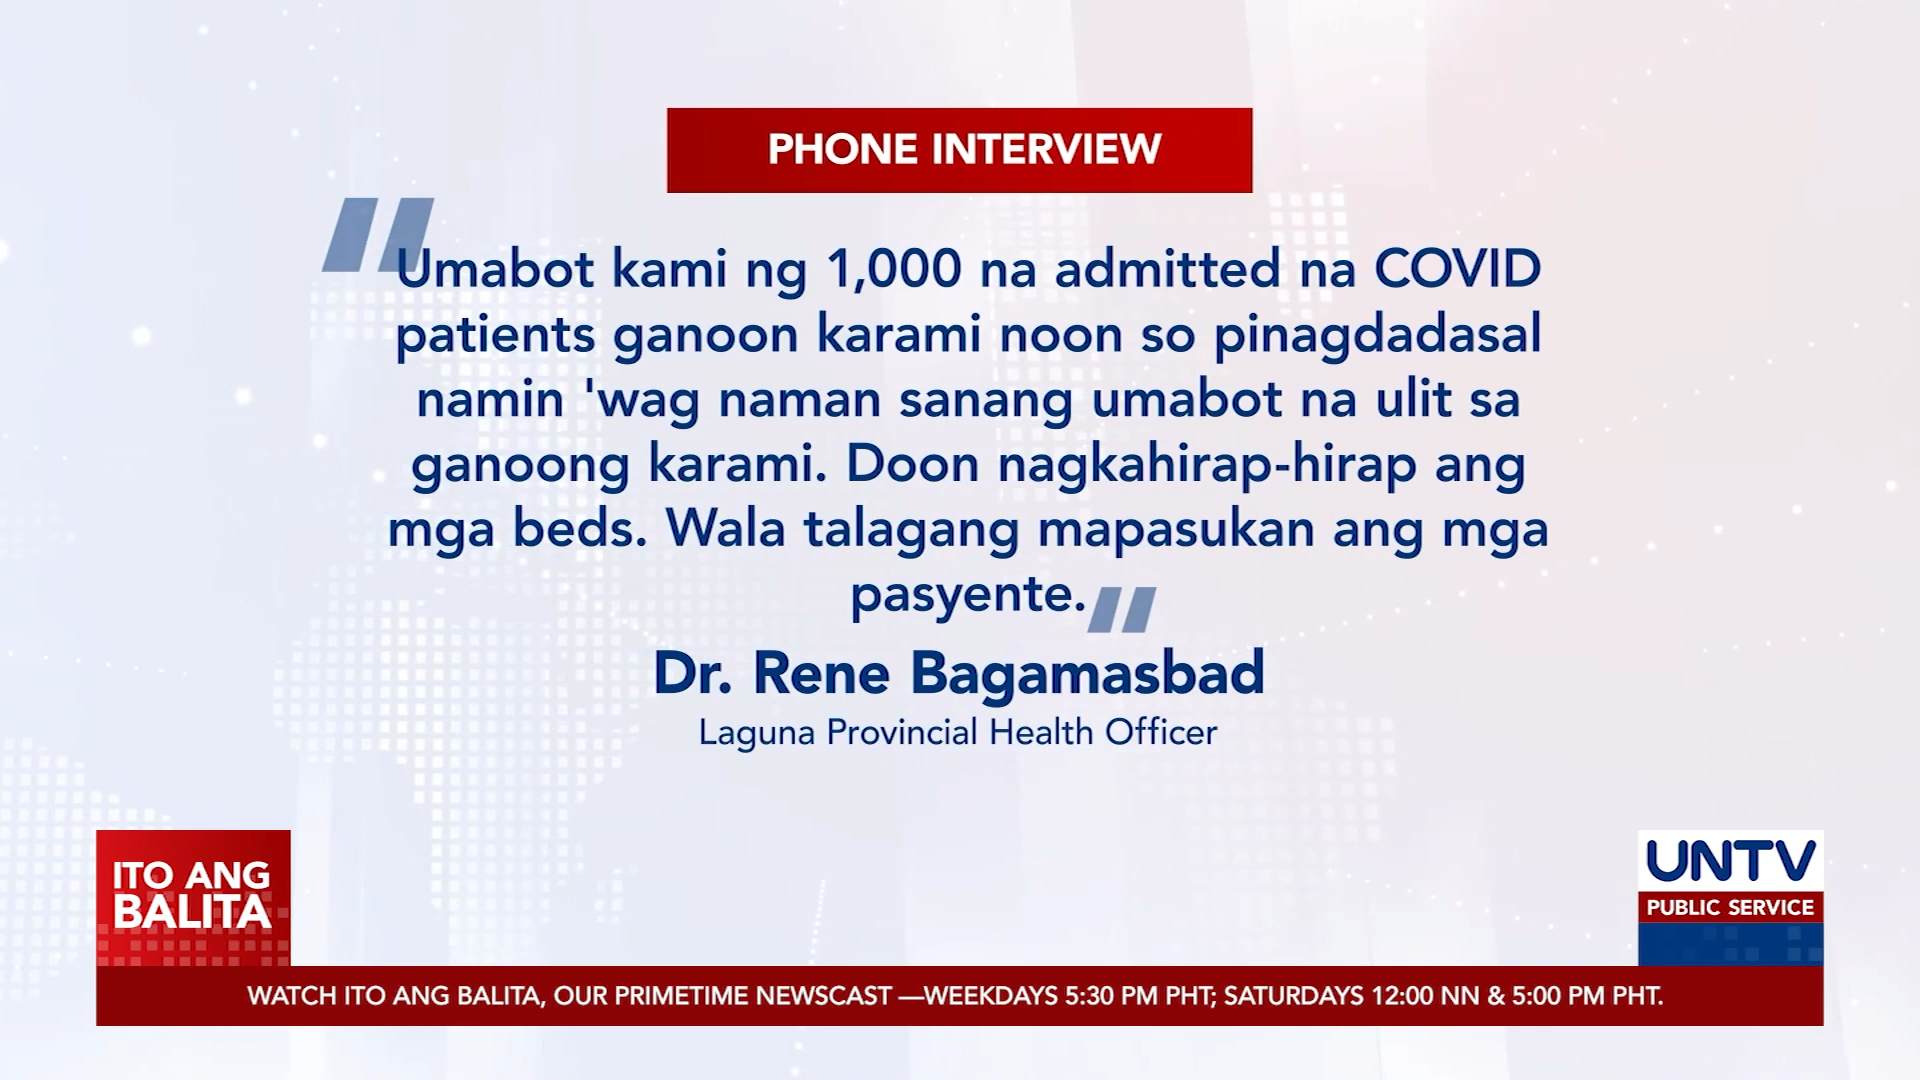 PHONE INTERVIEW
"Umabot kami ng 1,000 na admitted na COVID
patients ganoon karami noon so pinagdadasal
namin 'wag naman sanang umabot na ulit sa
ganoong karami. Doon nagkahirap-hirap ang
mga beds. Wala talagang mapasukan ang mga
pasyente."
Dr. Rene Bagamasbad
Laguna Provincial Health Officer
ITO ANG
BALITA
UNTV
PUBLIC SERVICE
WATCH ITO ANG BALITA, OUR PRIMETIME NEWSCAST —WEEKDAYS 5:30 PM PHT; SATURDAYS 12:00 NN & 5:00 PM PHT.